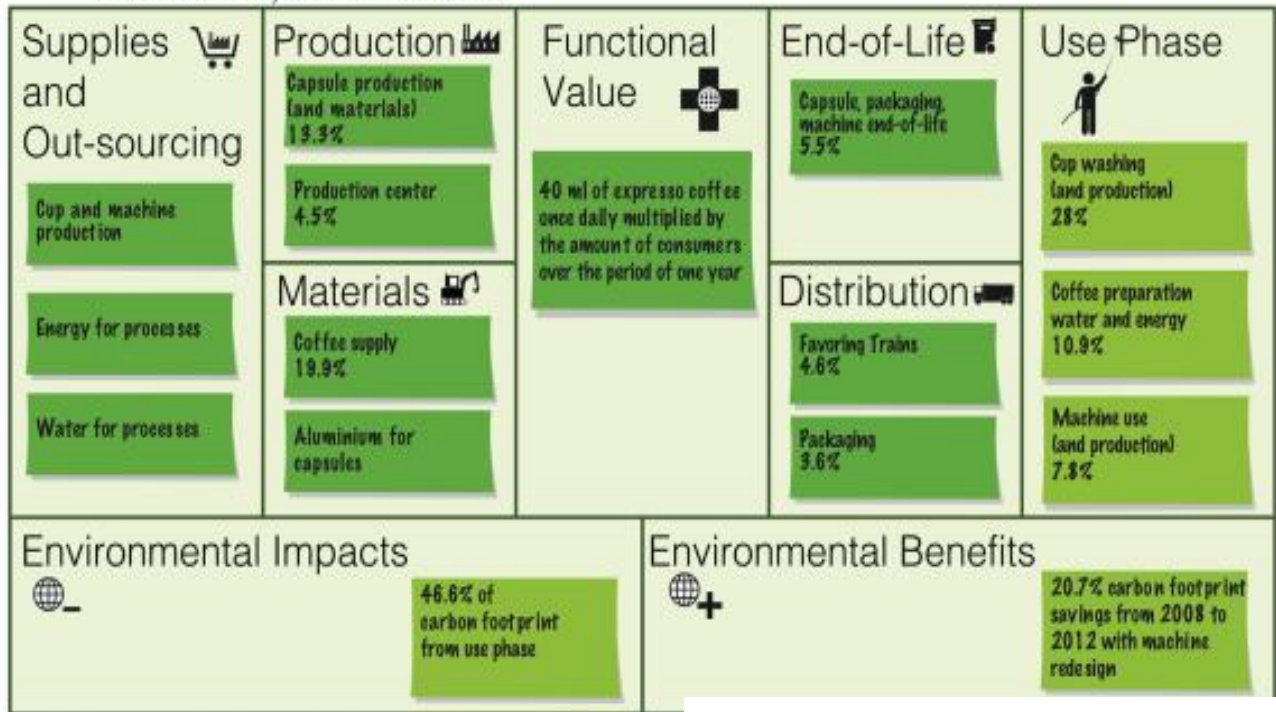 Supplies
and
Out-sourcing
Cup and machine
production
Energy for processes
Water for processes
Production
Capsule production
(and materials)
13.3%
Production center
4.5%
Materials
Coffee supply
19.9%
Aluminium for
capsules
Functional
Value
40 ml of expresso coffee
once daily multiplied by
the amount of consumers
over the period of one year
End-of-Life
Capsule, packaging,
machine end-of-life
5.5%
Distribution
Favoring Trains
4.6%
Packaging
3.6%
Use Phase
Cup washing
(and production)
28%
Coffee preparation
water and energy
10.9%
Machine use
(and production)
7.8%
Environmental Impacts
46.6% of
carbon footprint
from use phase
Environmental Benefits
20.7% carbon footprint
savings from 2008 to
2012 with machine
redesign